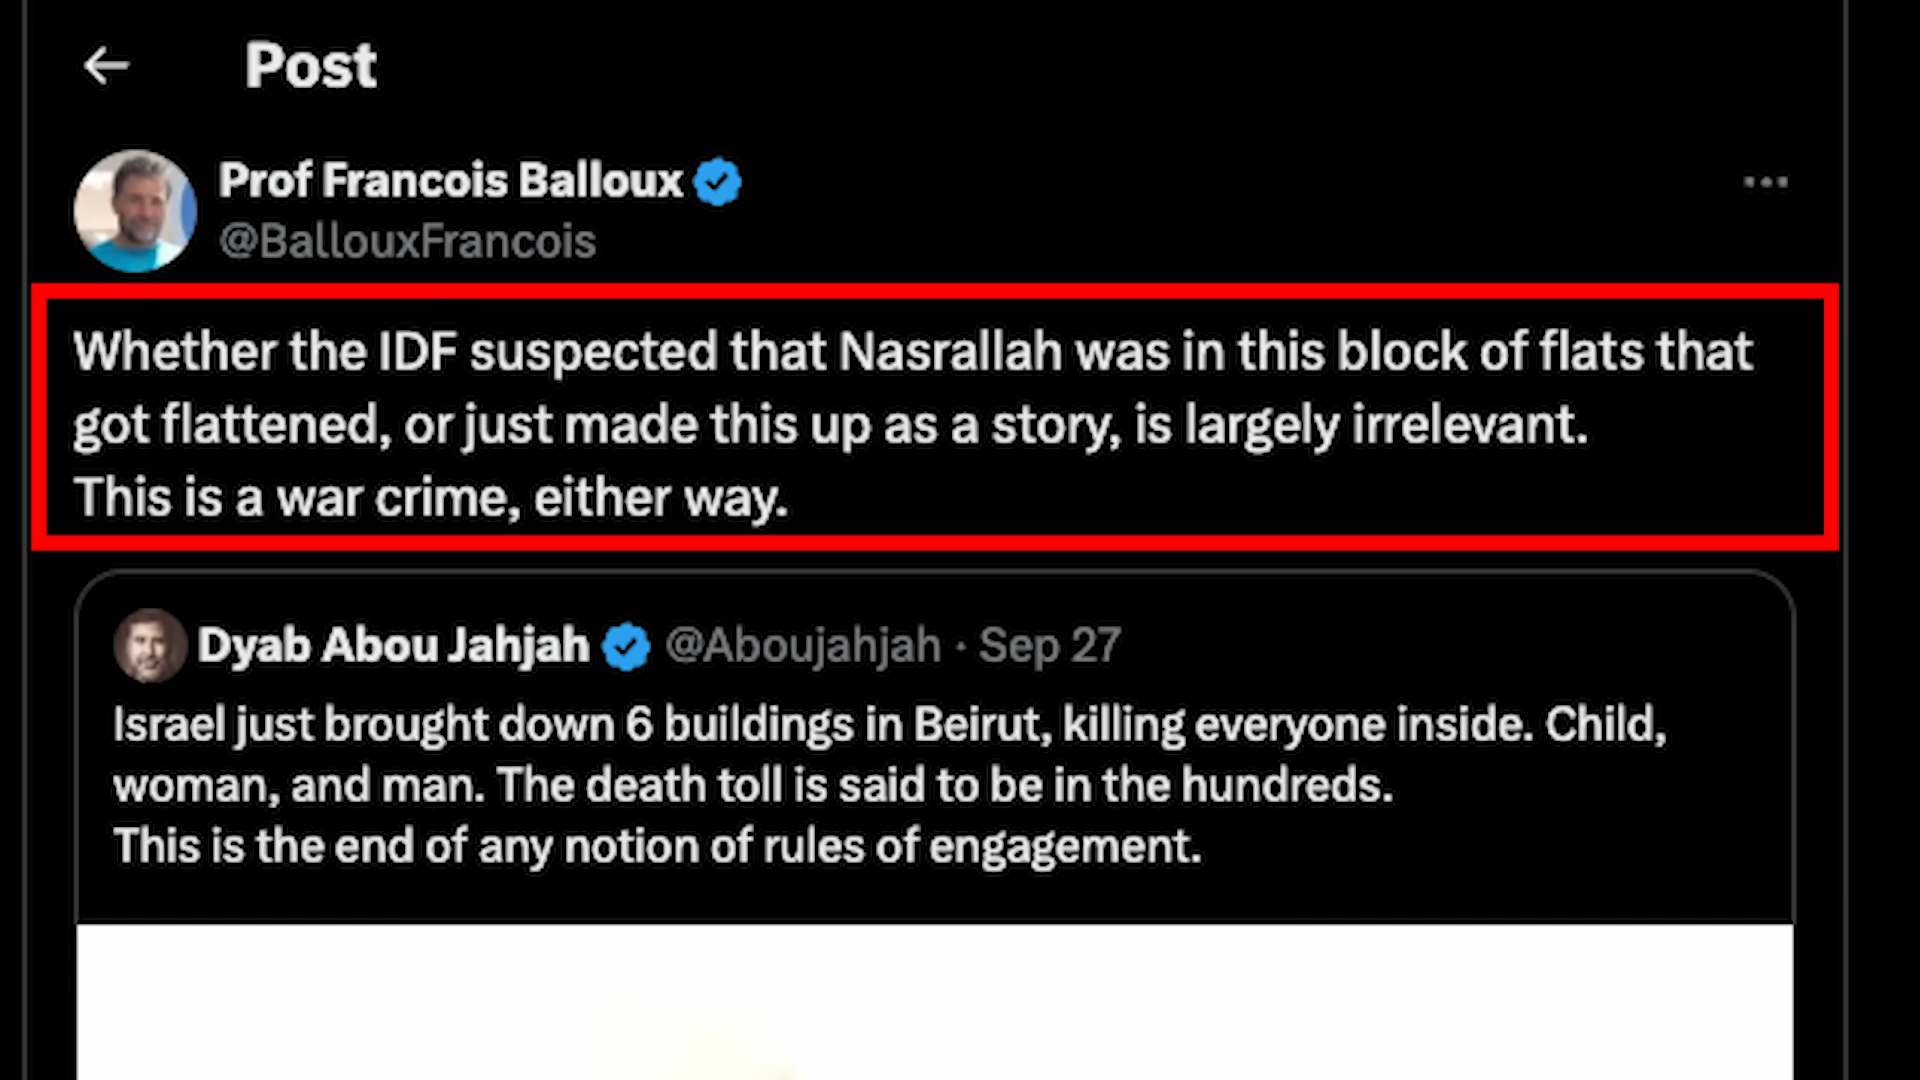 Post
Prof Francois Balloux
@BallouxFrancois
Whether the IDF suspected that Nasrallah was in this block of flats that
got flattened, or just made this up as a story, is largely irrelevant.
This is a war crime, either way.
Dyab Abou Jahjah @Aboujahjah · Sep 27
Israel just brought down 6 buildings in Beirut, killing everyone inside. Child,
woman, and man. The death toll is said to be in the hundreds.
This is the end of any notion of rules of engagement.